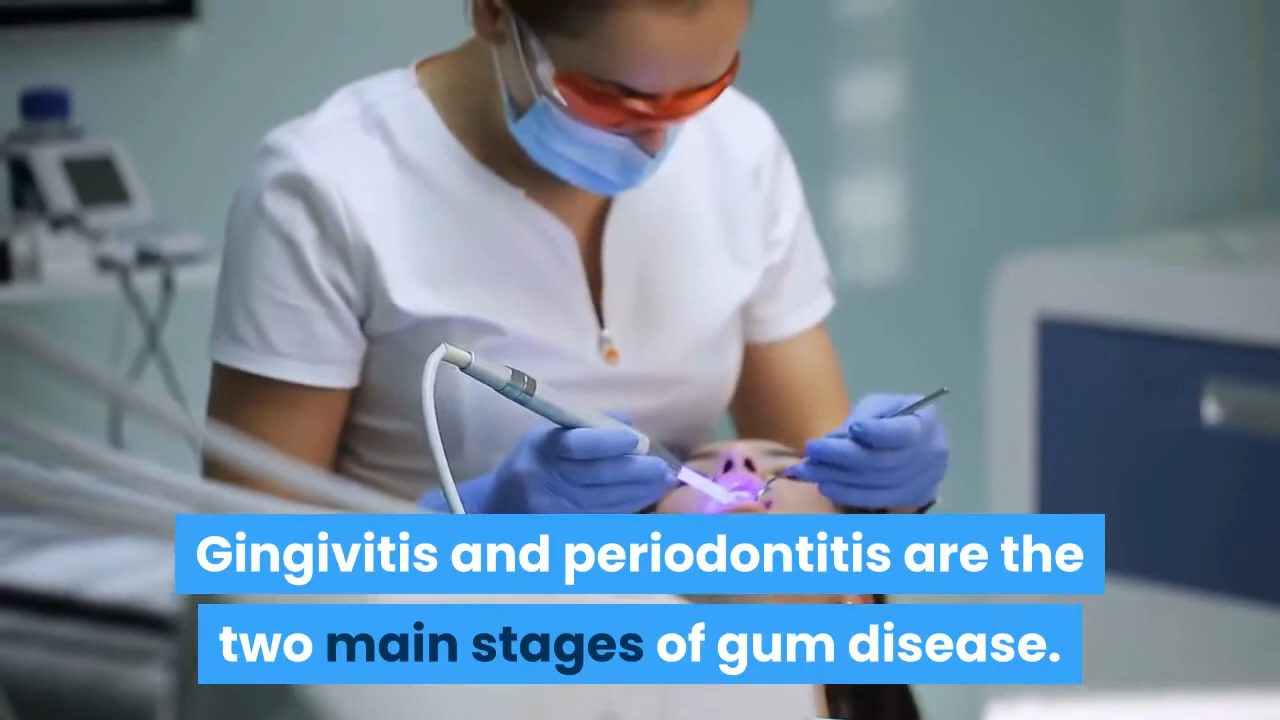 Gingivitis and periodontitis are the
two main stages of gum disease.